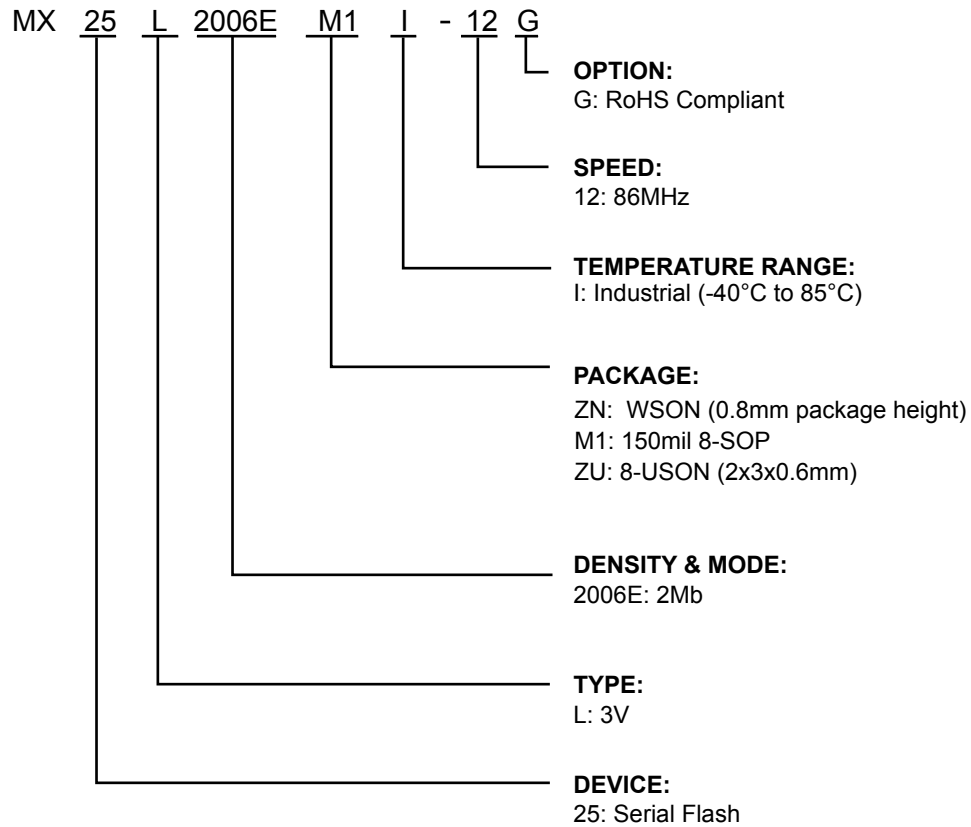 MX 25 L 2006E M1 I - 12 G
OPTION:
G: RoHS Compliant
SPEED:
12: 86MHz
TEMPERATURE RANGE:
I: Industrial (-40°C to 85°C)
PACKAGE:
ZN: WSON (0.8mm package height)
M1: 150mil 8-SOP
ZU: 8-USON (2x3x0.6mm)
DENSITY & MODE:
2006E: 2Mb
TYPE:
L: 3V
DEVICE:
25: Serial Flash